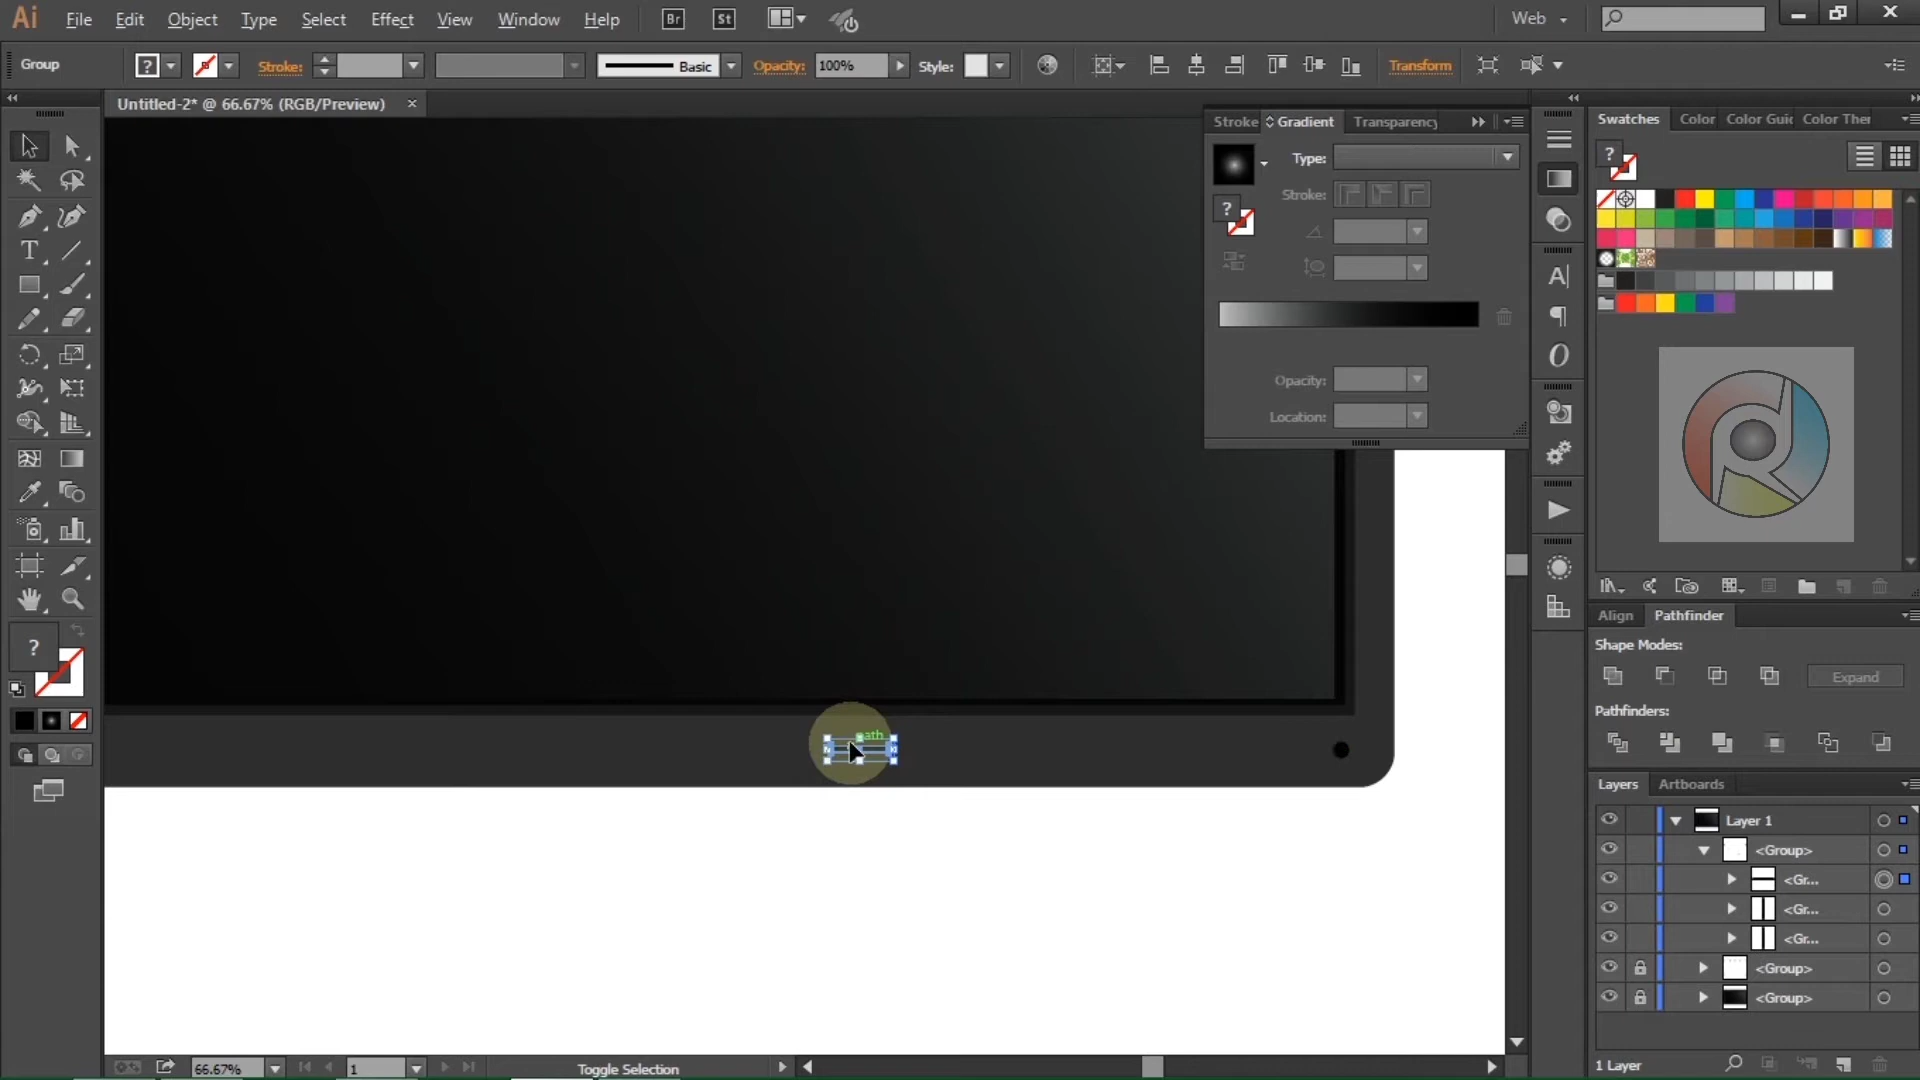 Ai File Edit Object Type Select Effect View Window Help Br St Web
Group ? Stroke: Basic Opacity: 100% Style: Transform
Untitled-2* @ 66.67% (RGB/Preview) ×
Stroke Gradient Transparency
Type:
Stroke:
?
Opacity:
Location:
Swatches Color Color Guid Color Ther
?
path
?
Align Pathfinder
Shape Modes:
Expand
Pathfinders:
Layers Artboards
Layer 1
<Group>
<Gr...
<Gr...
<Gr...
<Group>
<Group>
1 Layer
66.67% 1 Toggle Selection